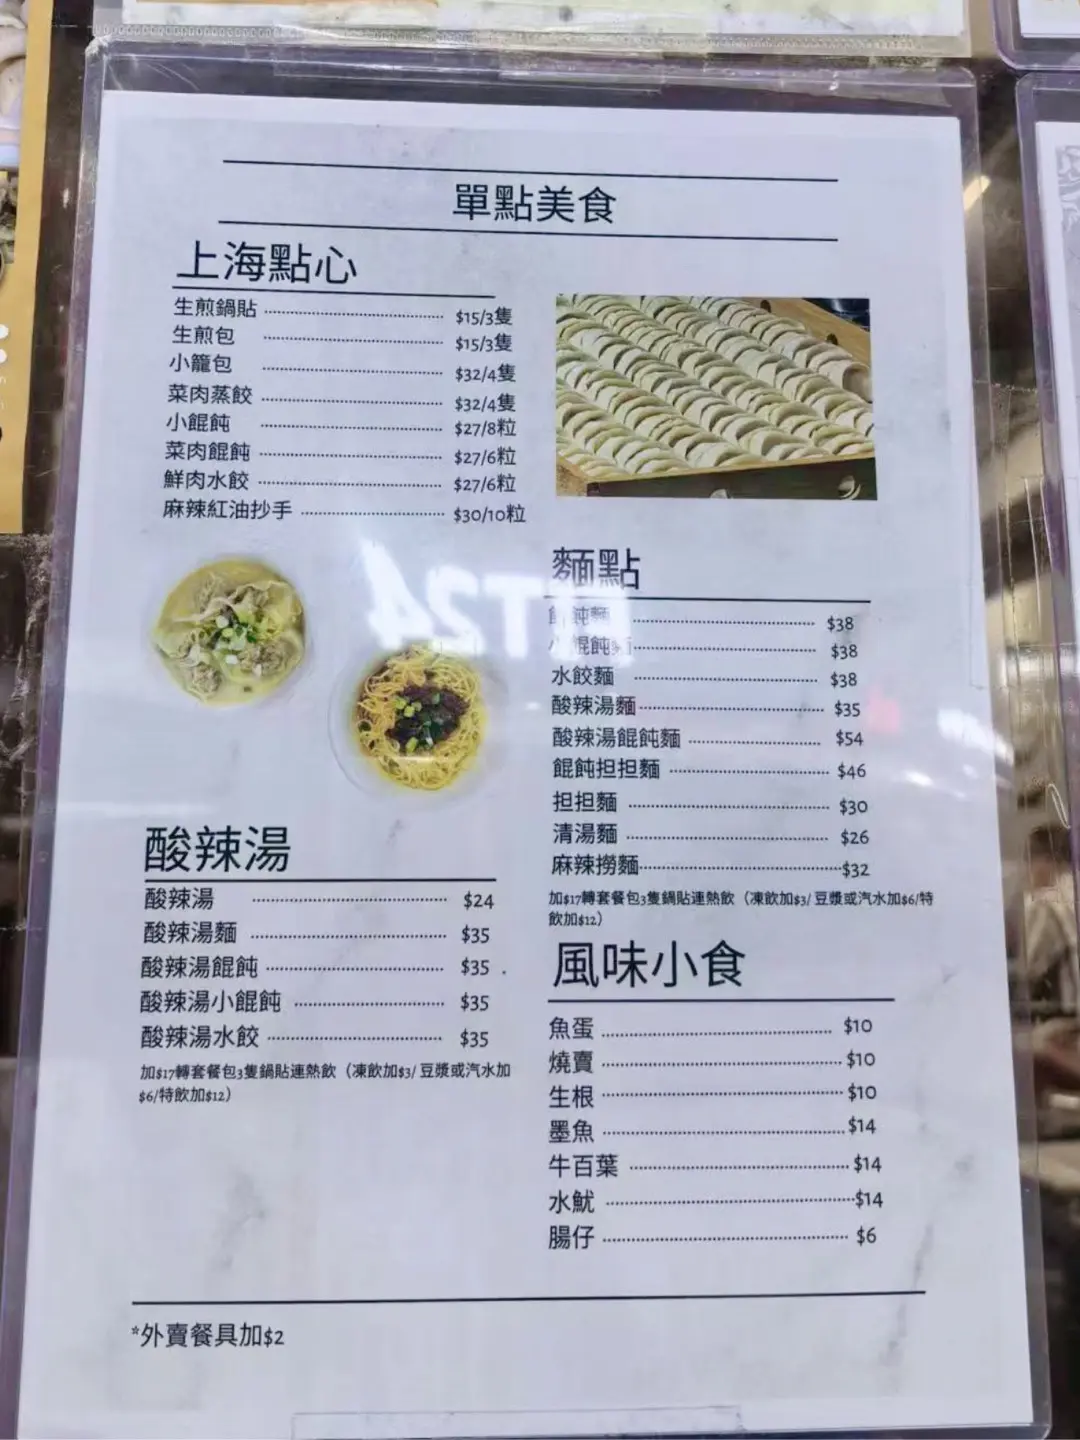 單點美食
上海點心
生煎鍋貼 $15/3隻
生煎包 $15/3隻
小籠包 $32/4隻
菜肉蒸餃 $32/4隻
小餛飩 $27/8粒
菜肉餛飩 $27/6粒
鮮肉水餃 $27/6粒
麻辣紅油抄手 $30/10粒
麵點
餛飩麵 $38
小餛飩麵 $38
水餃麵 $38
酸辣湯麵 $35
酸辣湯餛飩麵 $54
餛飩担担麵 $46
担担麵 $30
清湯麵 $26
麻辣撈麵 $32
加$17轉套餐包3隻鍋貼連熱飲（凍飲加$3/ 豆漿或汽水加$6/特
飲加$12）
酸辣湯
酸辣湯 $24
酸辣湯麵 $35
酸辣湯餛飩 $35
酸辣湯小餛飩 $35
酸辣湯水餃 $35
加$17轉套餐包3隻鍋貼連熱飲（凍飲加$3/ 豆漿或汽水加
$6/特飲加$12）
風味小食
魚蛋 $10
燒賣 $10
生根 $10
墨魚 $14
牛百葉 $14
水魷 $14
腸仔 $6
*外賣餐具加$2